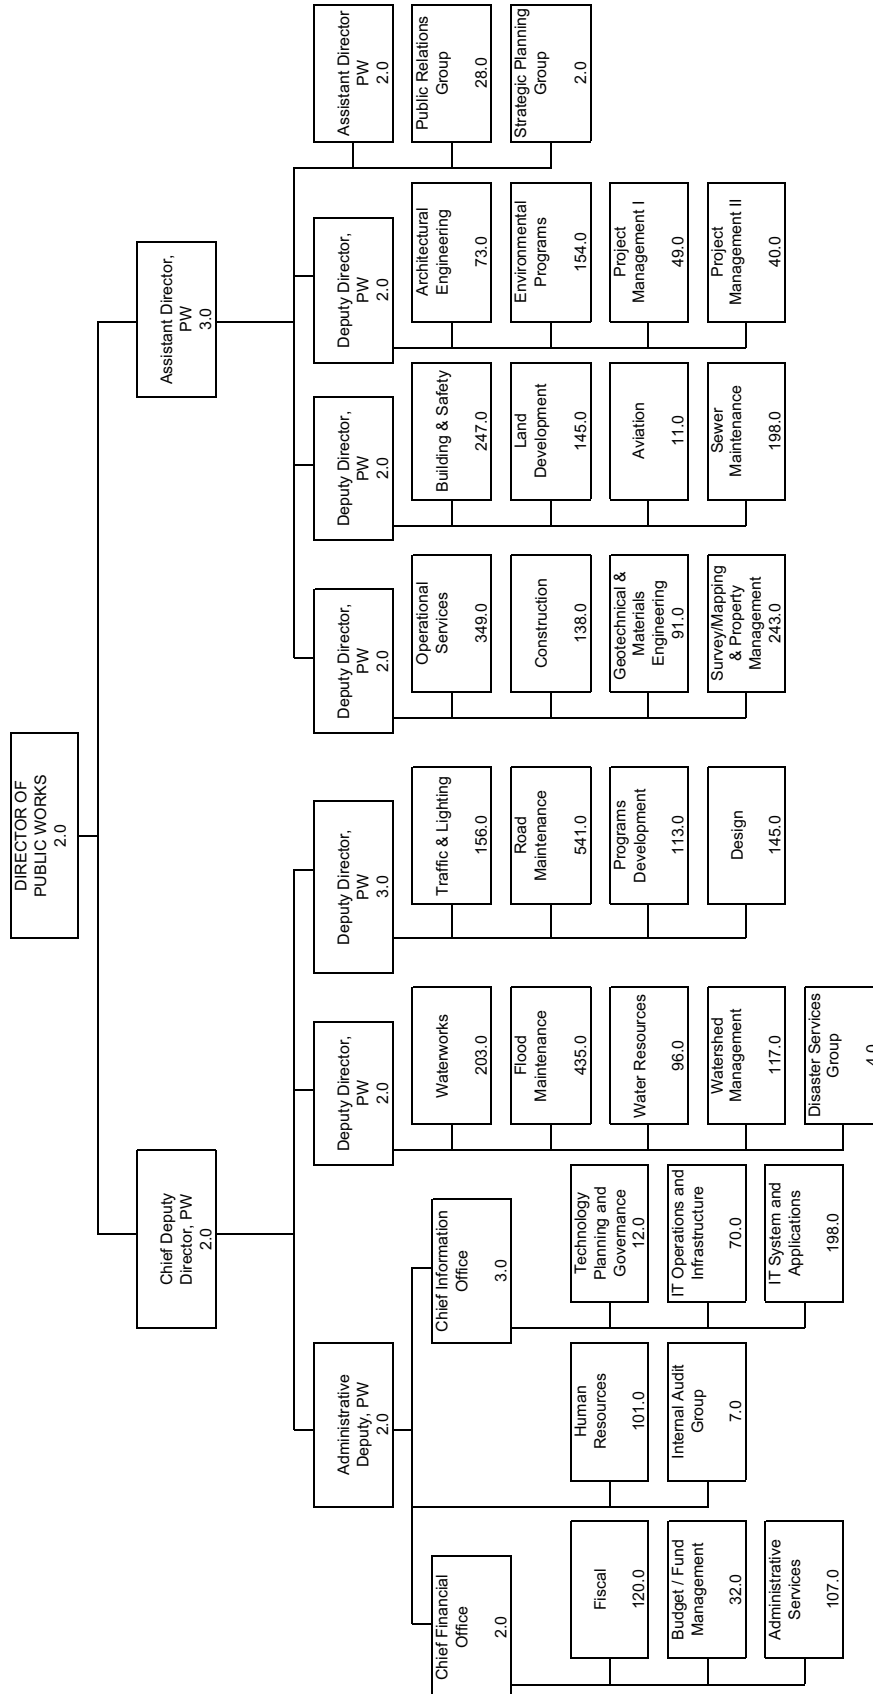 DIRECTOR OF
PUBLIC WORKS
2.0
Chief Deputy
Director, PW
2.0
Assistant Director,
PW
3.0
Administrative
Deputy, PW
2.0
Deputy Director,
PW
2.0
Deputy Director,
PW
3.0
Deputy Director,
PW
2.0
Deputy Director,
PW
2.0
Deputy Director,
PW
2.0
Assistant Director
PW
2.0
Chief Financial
Office
2.0
Fiscal
120.0
Budget / Fund
Management
32.0
Administrative
Services
107.0
Human
Resources
101.0
Internal Audit
Group
7.0
Chief Information
Office
3.0
Technology
Planning and
Governance
12.0
IT Operations and
Infrastructure
70.0
IT System and
Applications
198.0
Waterworks
203.0
Flood
Maintenance
435.0
Water Resources
96.0
Watershed
Management
117.0
Disaster Services
Group
4.0
Traffic & Lighting
156.0
Road
Maintenance
541.0
Programs
Development
113.0
Design
145.0
Operational
Services
349.0
Construction
138.0
Geotechnical &
Materials
Engineering
91.0
Survey/Mapping
& Property
Management
243.0
Building & Safety
247.0
Land
Development
145.0
Aviation
11.0
Sewer
Maintenance
198.0
Architectural
Engineering
73.0
Environmental
Programs
154.0
Project
Management I
49.0
Project
Management II
40.0
Public Relations
Group
28.0
Strategic Planning
Group
2.0